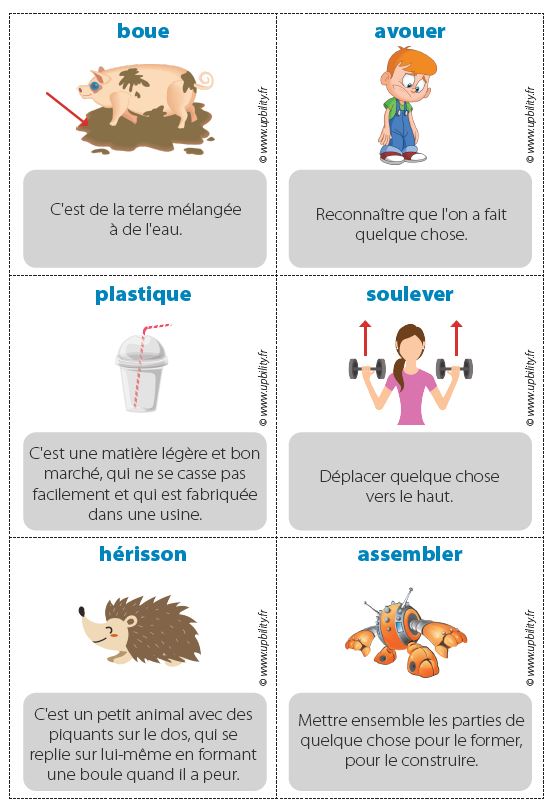 boue
© www.upbility.fr
C'est de la terre mélangée
à de l'eau.
avouer
© www.upbility.fr
Reconnaître que l'on a fait
quelque chose.
plastique
© www.upbility.fr
C'est une matière légère et bon
marché, qui ne se casse pas
facilement et qui est fabriquée
dans une usine.
soulever
© www.upbility.fr
Déplacer quelque chose
vers le haut.
hérisson
© www.upbility.fr
C'est un petit animal avec des
piquants sur le dos, qui se
replie sur lui-même en formant
une boule quand il a peur.
assembler
© www.upbility.fr
Mettre ensemble les parties de
quelque chose pour le former,
pour le construire.